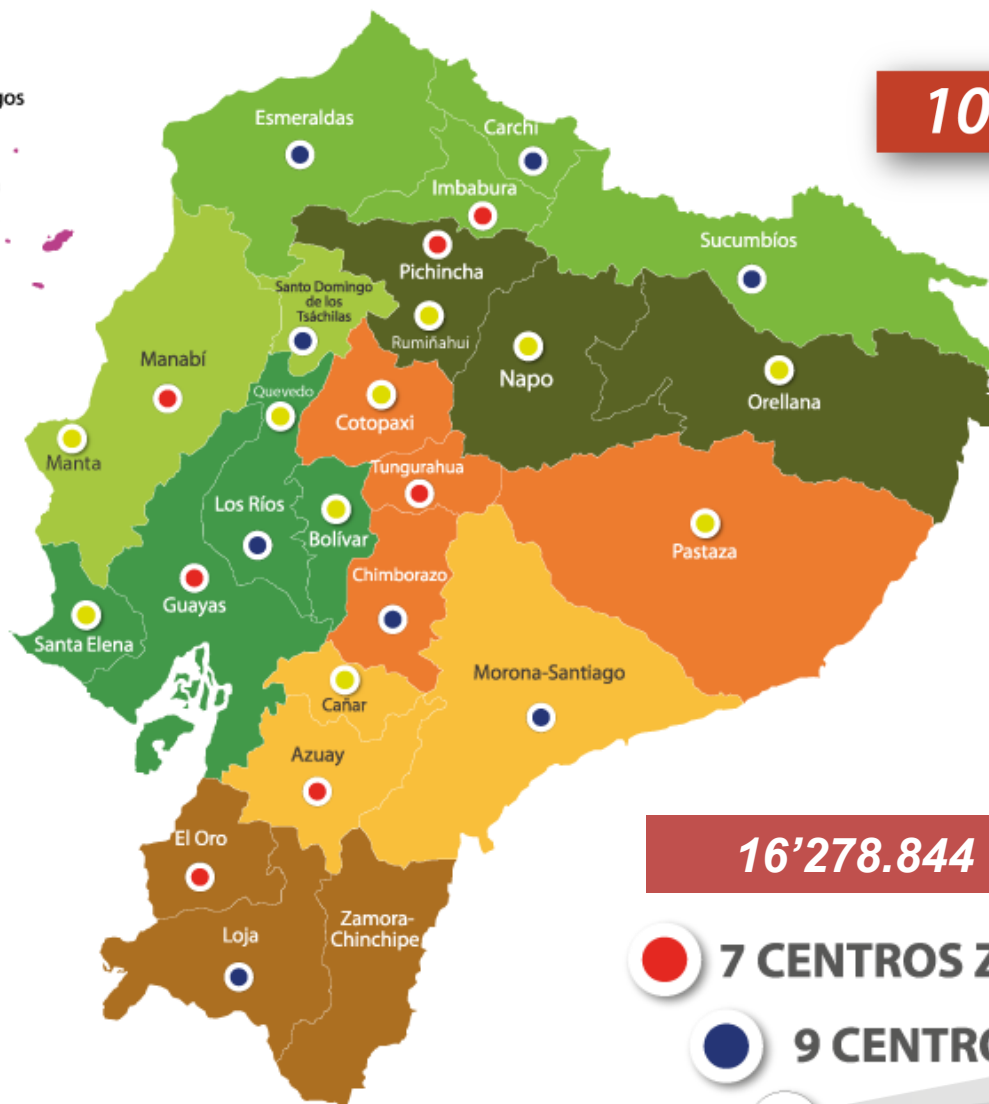 gos
10
Esmeraldas
Carchi
Imbabura
Sucumbíos
Pichincha
Santo Domingo
de los
Tsáchilas
Rumiñahui
Manabí
Napo
Quevedo
Orellana
Cotopaxi
Manta
Tungurahua
Los Ríos
Bolívar
Pastaza
Chimborazo
Guayas
Santa Elena
Morona-Santiago
Cañar
Azuay
El Oro
16’278.844
Zamora-
Chinchipe
Loja
7 CENTROS Z
9 CENTRO